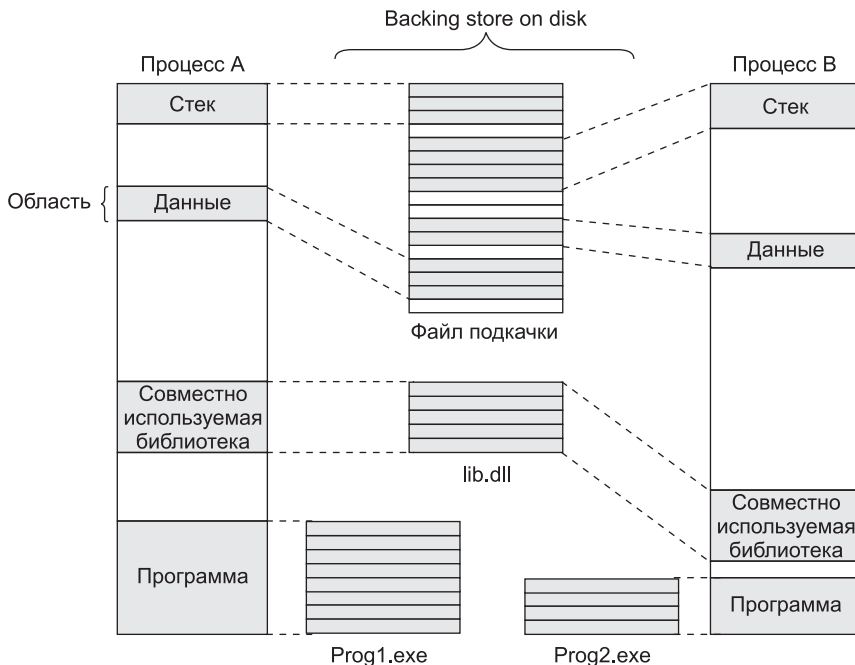 Backing store on disk
Процесс A
Процесс B
Стек
Стек
Область
Данные
Данные
Файл подкачки
Совместно
используемая
библиотека
lib.dll
Совместно
используемая
библиотека
Программа
Программа
Prog1.exe
Prog2.exe